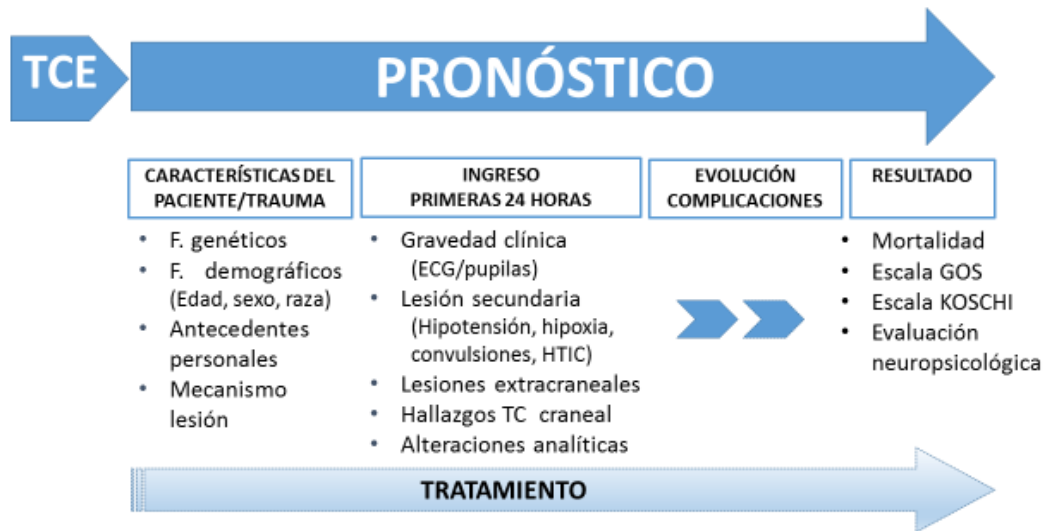 TCE
PRONÓSTICO
CARACTERÍSTICAS DEL
PACIENTE/TRAUMA
• F. genéticos
• F. demográficos
(Edad, sexo, raza)
• Antecedentes
personales
• Mecanismo
lesión
INGRESO
PRIMERAS 24 HORAS
• Gravedad clínica
(ECG/pupilas)
• Lesión secundaria
(Hipotensión, hipoxia,
convulsiones, HTIC)
• Lesiones extracraneales
• Hallazgos TC craneal
• Alteraciones analíticas
EVOLUCIÓN
COMPLICACIONES
RESULTADO
• Mortalidad
• Escala GOS
• Escala KOSCHI
• Evaluación
neuropsicológica
TRATAMIENTO